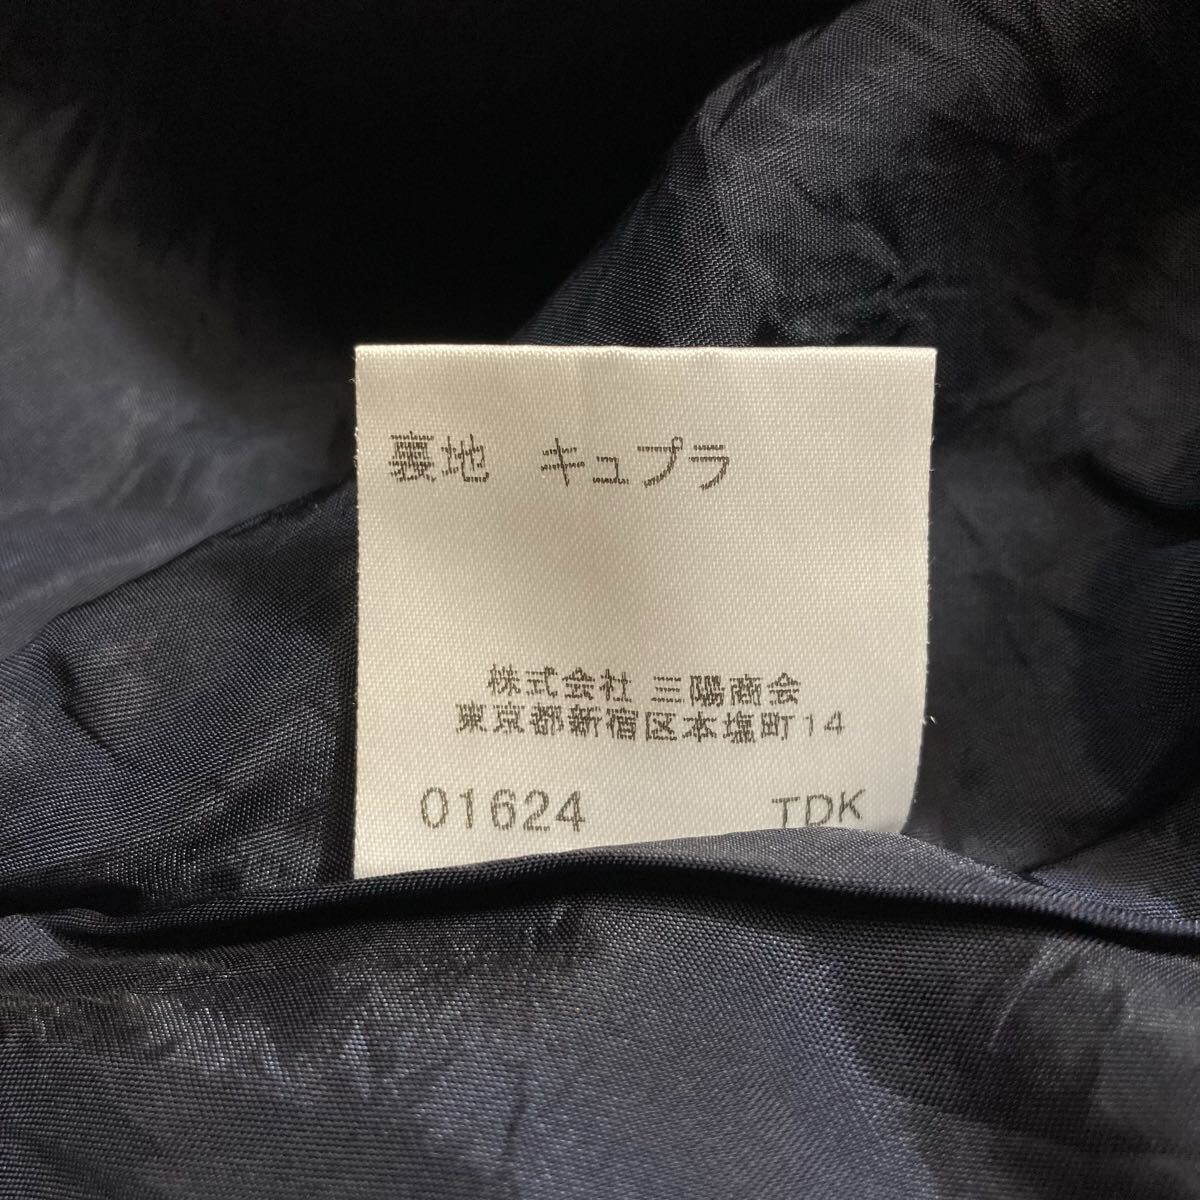 裏地　キュプラ
株式会社 三陽商会
東京都新宿区本塩町14
01624　TDK